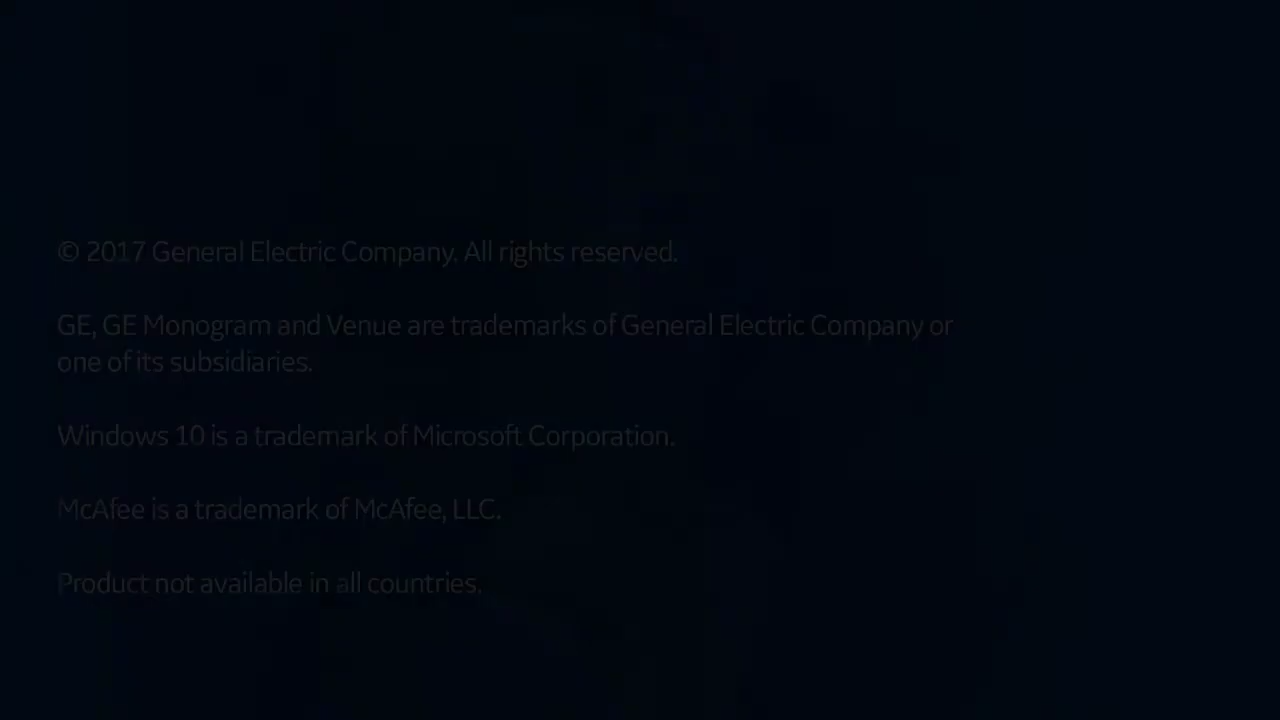 © 2017 General Electric Company. All rights reserved.
GE, GE Monogram and Venue are trademarks of General Electric Company or
one of its subsidiaries.
Windows 10 is a trademark of Microsoft Corporation.
McAfee is a trademark of McAfee, LLC.
Product not available in all countries.